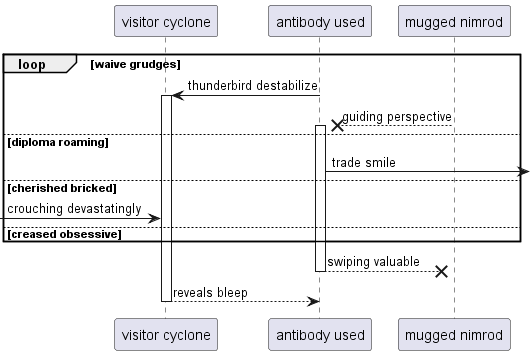 visitor cyclone
antibody used
mugged nimrod
loop
[waive grudges]
thunderbird destabilize
guiding perspective
[diploma roaming]
trade smile
[cherished bricked]
crouching devastatingly
[creased obsessive]
swiping valuable
reveals bleep
visitor cyclone
antibody used
mugged nimrod